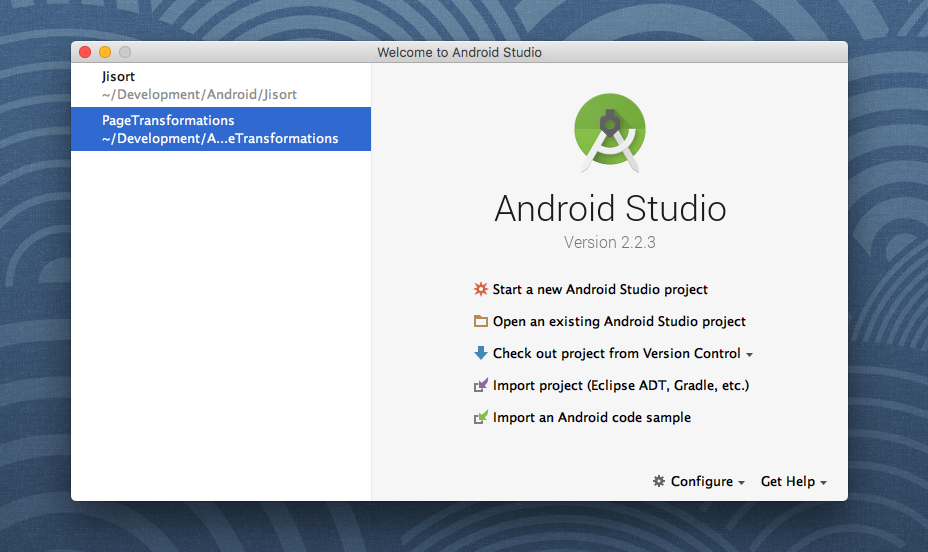 Welcome to Android Studio
Jisort
~/Development/Android/Jisort
PageTransformations
~/Development/A...eTransformations
Android Studio
Version 2.2.3
Start a new Android Studio project
Open an existing Android Studio project
Check out project from Version Control
Import project (Eclipse ADT, Gradle, etc.)
Import an Android code sample
Configure Get Help